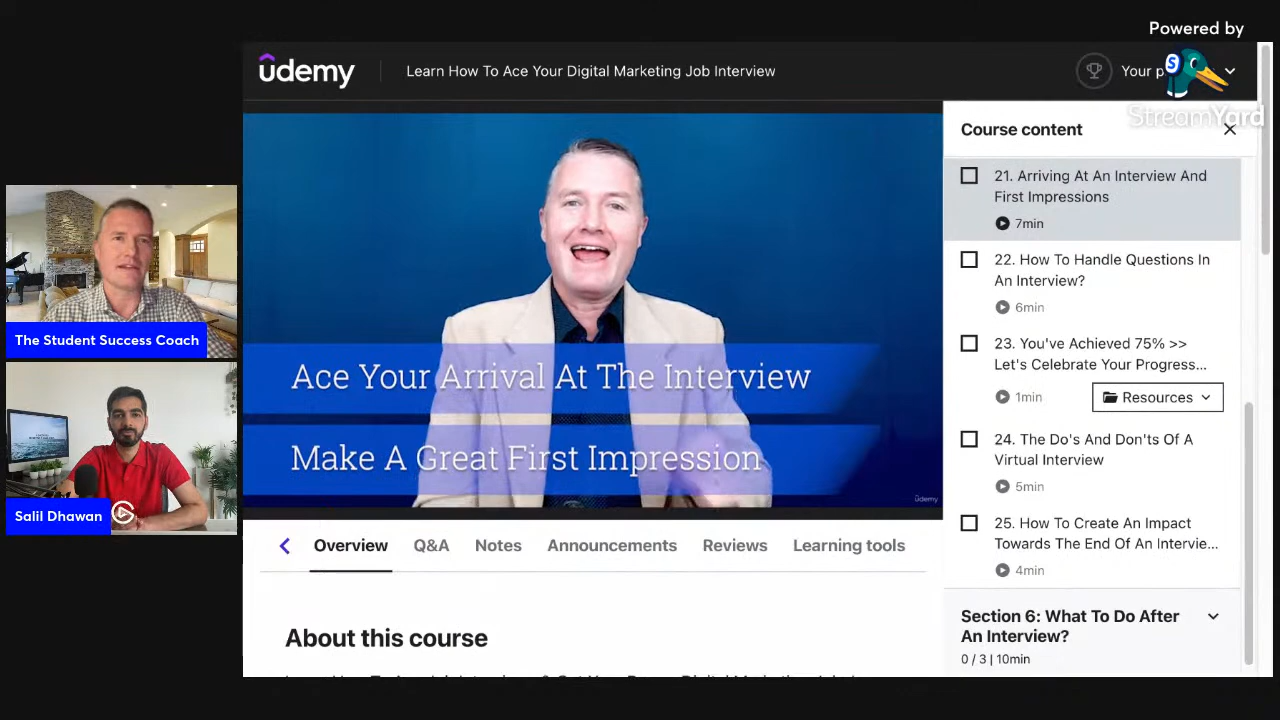 Powered by
StreamYard
udemy
Learn How To Ace Your Digital Marketing Job Interview
Your p
Course content
21. Arriving At An Interview And
First Impressions
7min
22. How To Handle Questions In
An Interview?
6min
23. You've Achieved 75% >>
Let's Celebrate Your Progress...
1min
Resources
24. The Do's And Don'ts Of A
Virtual Interview
5min
25. How To Create An Impact
Towards The End Of An Intervie...
4min
Section 6: What To Do After
An Interview?
0 / 3 | 10min
Ace Your Arrival At The Interview
Make A Great First Impression
udemy
The Student Success Coach
Salil Dhawan
Overview
Q&A
Notes
Announcements
Reviews
Learning tools
About this course